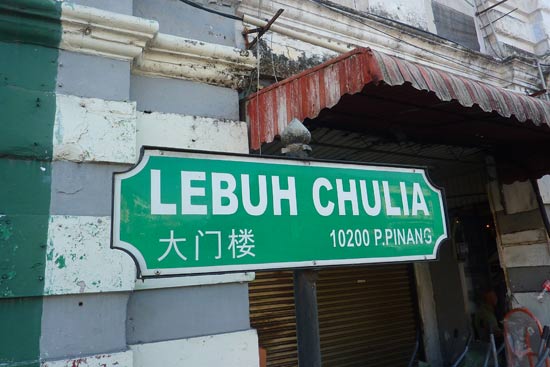 LEBUH CHULIA
大门楼 10200 P.PINANG